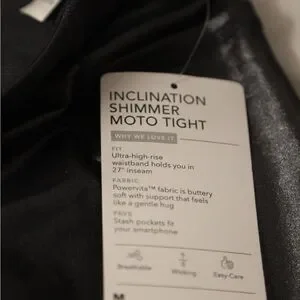 INCLINATION
SHIMMER
MOTO TIGHT
WHY WE LOVE IT
FIT
Ultra-high-rise
waistband holds you in
27" inseam
FABRIC
Powervita™ fabric is buttery
soft with support that feels
like a gentle hug
PERKS
Stash pockets fit
your smartphone
Breathable
Wicking
Easy-Care
M